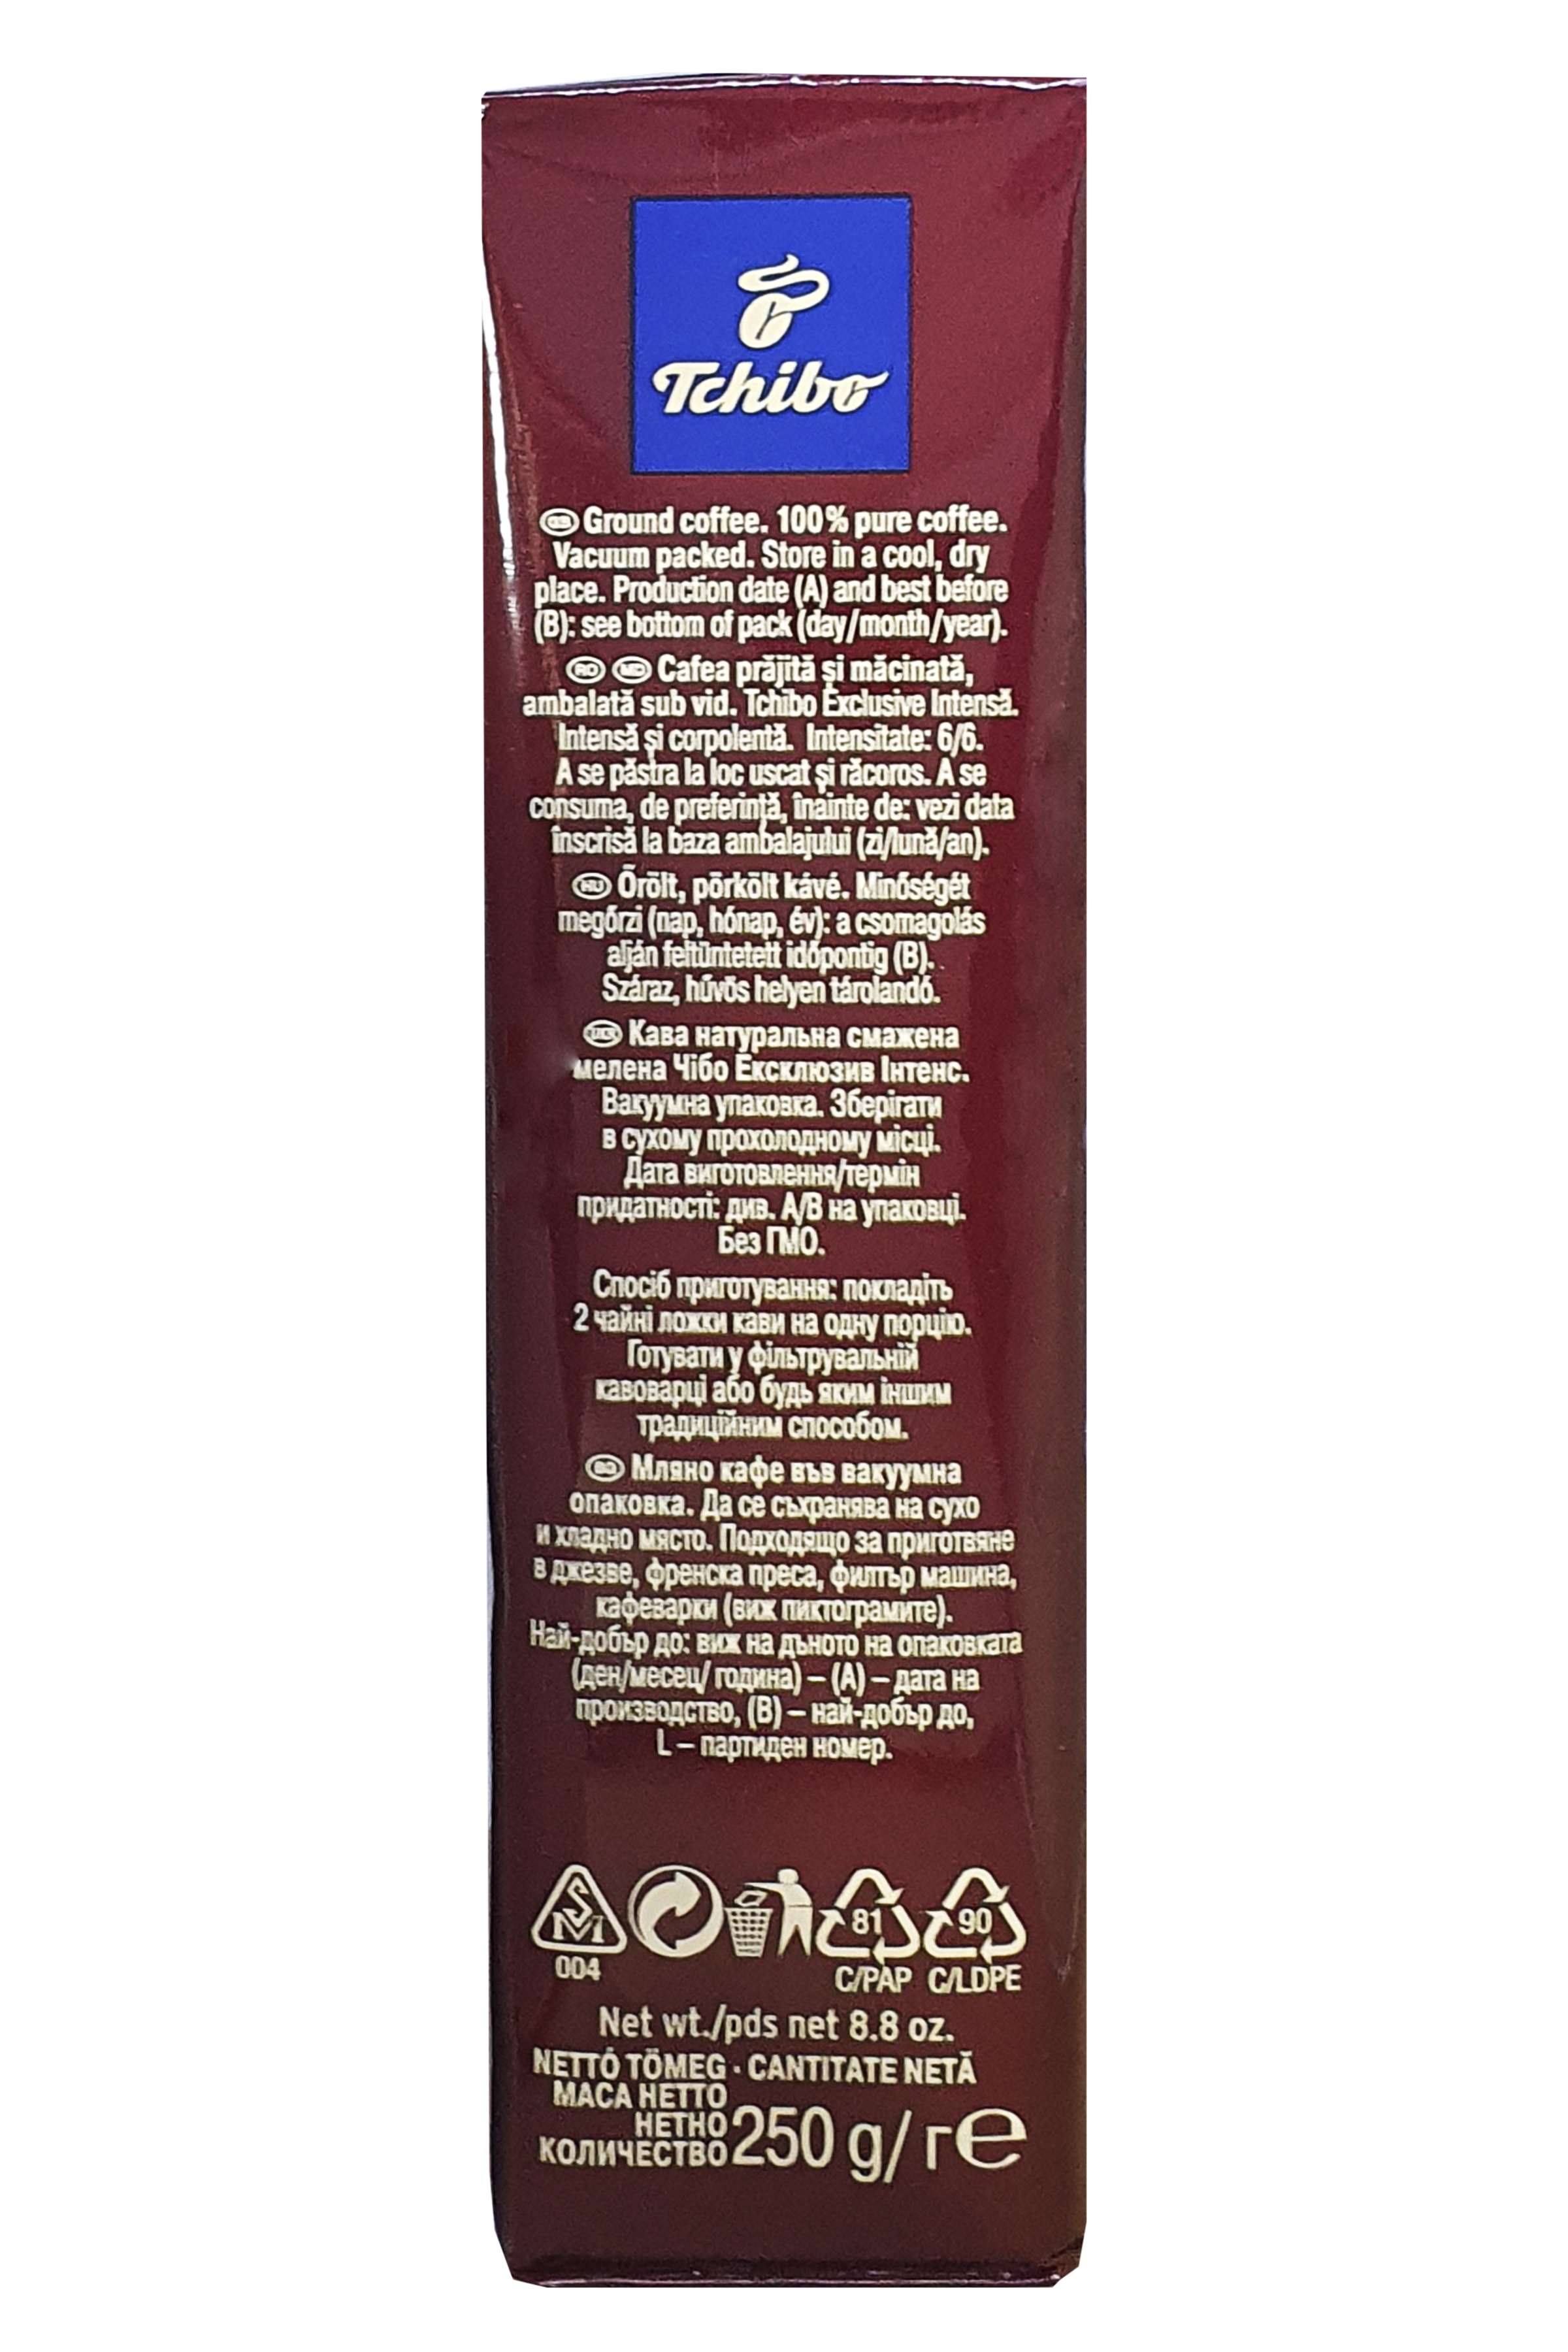 Tchibo
GB Ground coffee. 100% pure coffee.
Vacuum packed. Store in a cool, dry
place. Production date (A) and best before
(B): see bottom of pack (day/month/year).
RO MD Cafea prăjită și măcinată,
ambalată sub vid. Tchibo Exclusive Intensă.
Intensă și corpolentă. Intensitate: 6/6.
A se păstra la loc uscat și răcoros. A se
consuma, de preferință, înainte de: vezi data
înscrisă la baza ambalajului (zi/lună/an).
HU Őrölt, pörkölt kávé. Minőségét
megőrzi (nap, hónap, év): a csomagolás
alján feltüntetett időpontig (B).
Száraz, hűvös helyen tárolandó.
UKR Кава натуральна смажена
мелена Чібо Ексклюзив Інтенс.
Вакуумна упаковка. Зберігати
в сухому прохолодному місці.
Дата виготовлення/термін
придатності: див. А/В на упаковці.
Без ГМО.
Спосіб приготування: покладіть
2 чайні ложки кави на одну порцію.
Готувати у фільтрувальній
кавоварці або будь яким іншим
традиційним способом.
BG Мляно кафе във вакуумна
опаковка. Да се съхранява на сухо
и хладно място. Подходящо за приготвяне
в джезве, френска преса, филтър машина,
кафеварки (виж пиктограмите).
Най-добър до: виж на дъното на опаковката
(ден/месец/ година) – (A) – дата на
производство, (B) – най-добър до,
L – партиден номер.
SM 81 90
004 C/PAP C/LDPE
Net wt./pds net 8.8 oz.
NETTÓ TÖMEG · CANTITATE NETĂ
МАСА НЕТТО
НЕТНО
КОЛИЧЕСТВО 250 g/ г e